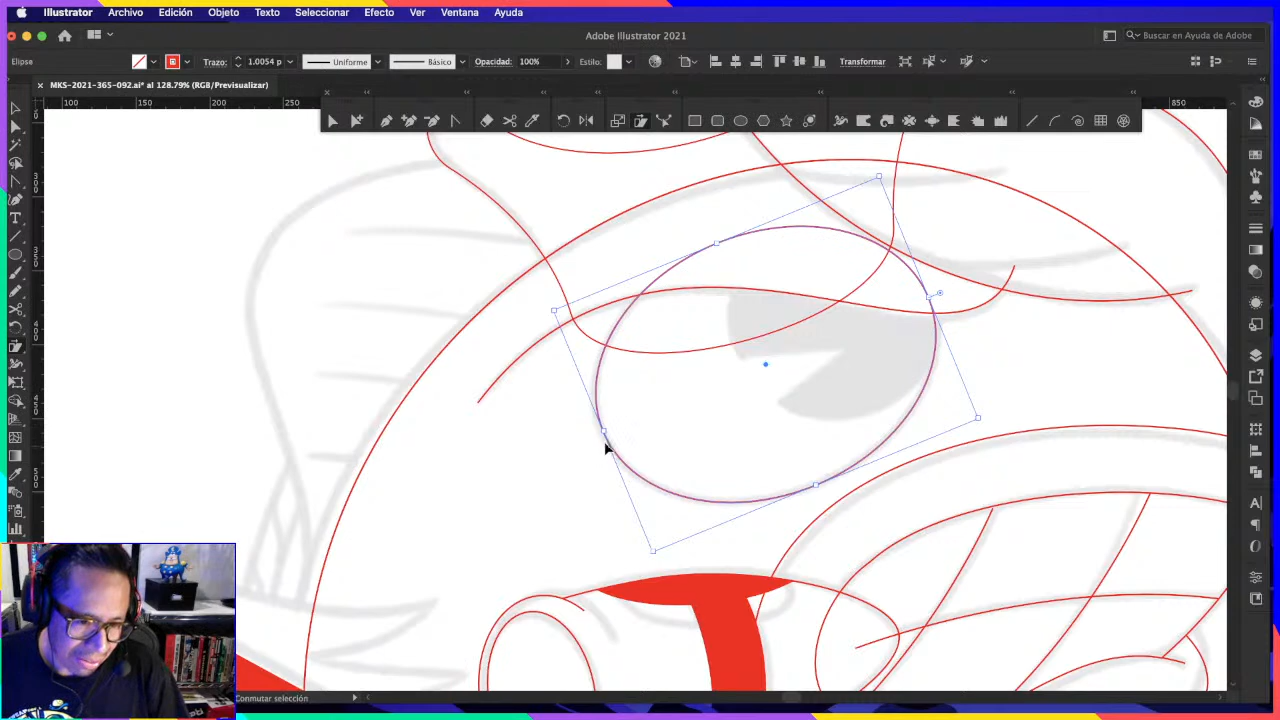 Illustrator Archivo Edición Objeto Texto Seleccionar Efecto Ver Ventana Ayuda
Adobe Illustrator 2021
Buscar en Ayuda de Adobe
Elipse Trazo: 1.0054 p Uniforme Básico Opacidad: 100% Estilo: Transformar
MKS-2021-365-092.ai* al 128.79% (RGB/Previsualizar)
100 150 200 250 850
Conmutar selección